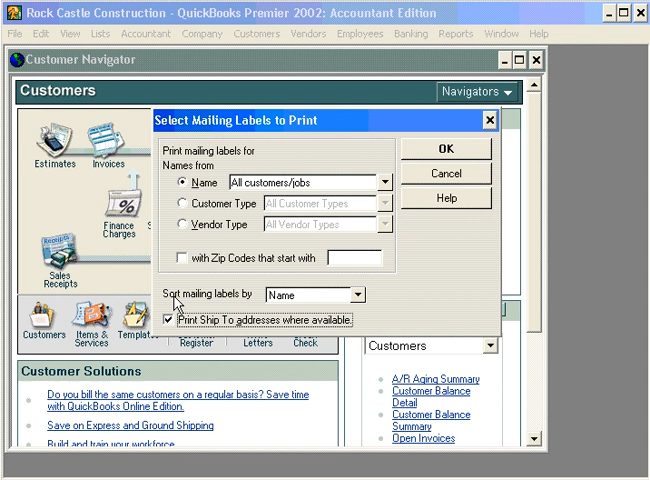 Rock Castle Construction - QuickBooks Premier 2002: Accountant Edition
File Edit View Lists Accountant Company Customers Vendors Employees Banking Reports Window Help
Customer Navigator
Customers
Navigators
Select Mailing Labels to Print
Print mailing labels for
Names from
Name All customers/jobs
Customer Type All Customer Types
Vendor Type All Vendor Types
with Zip Codes that start with
Sort mailing labels by Name
Print Ship To addresses where available.
OK
Cancel
Help
Estimates
Invoices
Finance
Charges
Sales
Receipts
Customers
Items &
Services
Register
Letters
Check
Customer Solutions
Do you bill the same customers on a regular basis? Save time
with QuickBooks Online Edition.
Save on Express and Ground Shipping
Build and train your workforce
Customers
A/R Aging Summary
Customer Balance
Detail
Customer Balance
Summary
Open Invoices